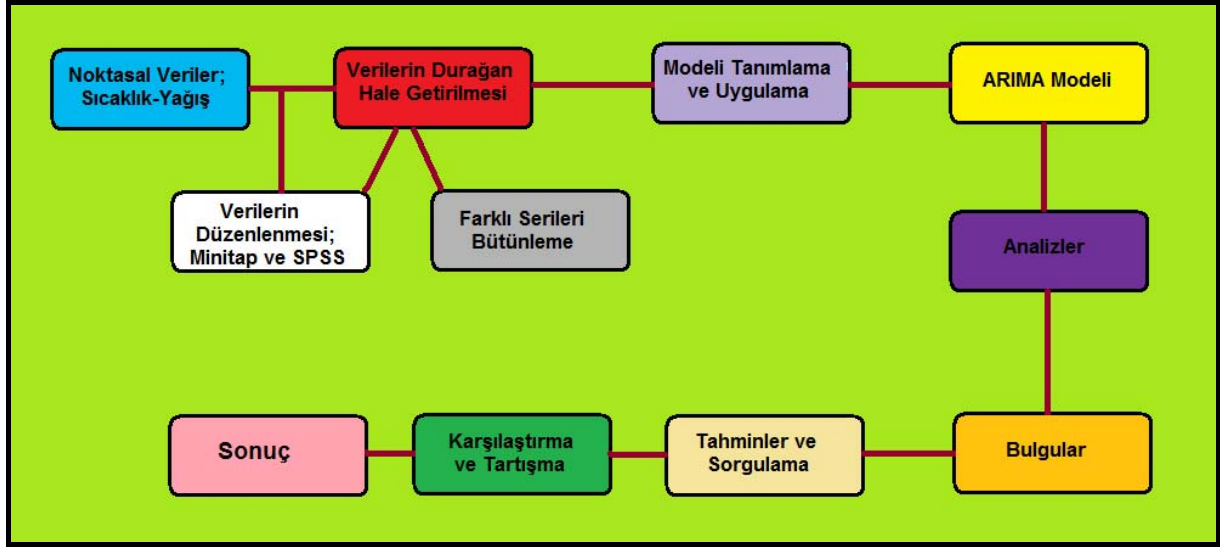 Noktasal Veriler;
Sıcaklık-Yağış
Verilerin Durağan
Hale Getirilmesi
Modeli Tanımlama
ve Uygulama
ARIMA Modeli
Verilerin
Düzenlenmesi;
Minitap ve SPSS
Farklı Serileri
Bütünleme
Analizler
Sonuç
Karşılaştırma
ve Tartışma
Tahminler ve
Sorgulama
Bulgular